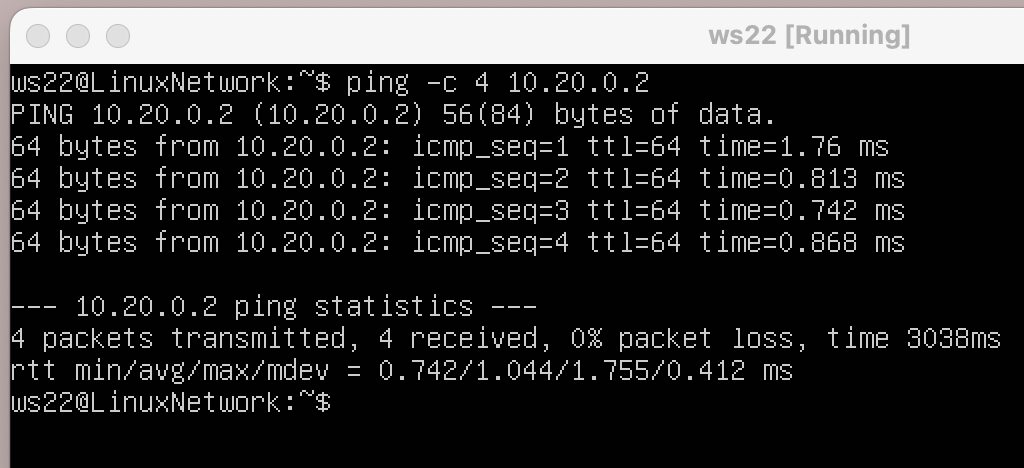 ws22 [Running]
ws22@LinuxNetwork:~$ ping -c 4 10.20.0.2
PING 10.20.0.2 (10.20.0.2) 56(84) bytes of data.
64 bytes from 10.20.0.2: icmp_seq=1 ttl=64 time=1.76 ms
64 bytes from 10.20.0.2: icmp_seq=2 ttl=64 time=0.813 ms
64 bytes from 10.20.0.2: icmp_seq=3 ttl=64 time=0.742 ms
64 bytes from 10.20.0.2: icmp_seq=4 ttl=64 time=0.868 ms
--- 10.20.0.2 ping statistics ---
4 packets transmitted, 4 received, 0% packet loss, time 3038ms
rtt min/avg/max/mdev = 0.742/1.044/1.755/0.412 ms
ws22@LinuxNetwork:~$